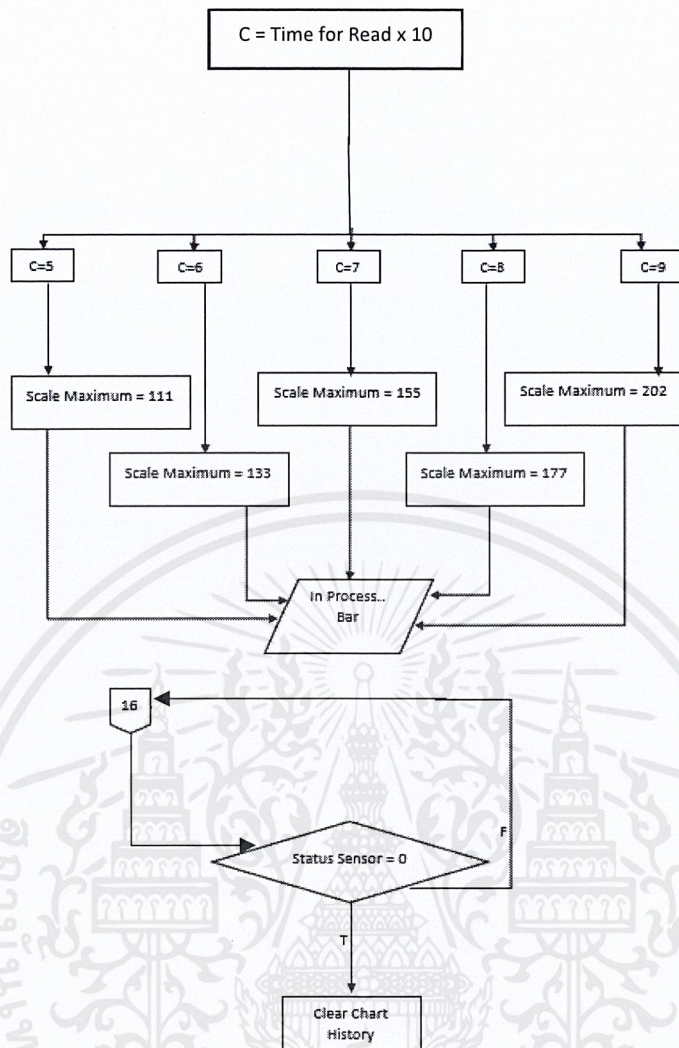 C = Time for Read x 10
C=5
C=6
C=7
C=8
C=9
Scale Maximum = 111
Scale Maximum = 155
Scale Maximum = 202
Scale Maximum = 133
Scale Maximum = 177
In Process...
Bar
16
F
Status Sensor = 0
T
Clear Chart
History